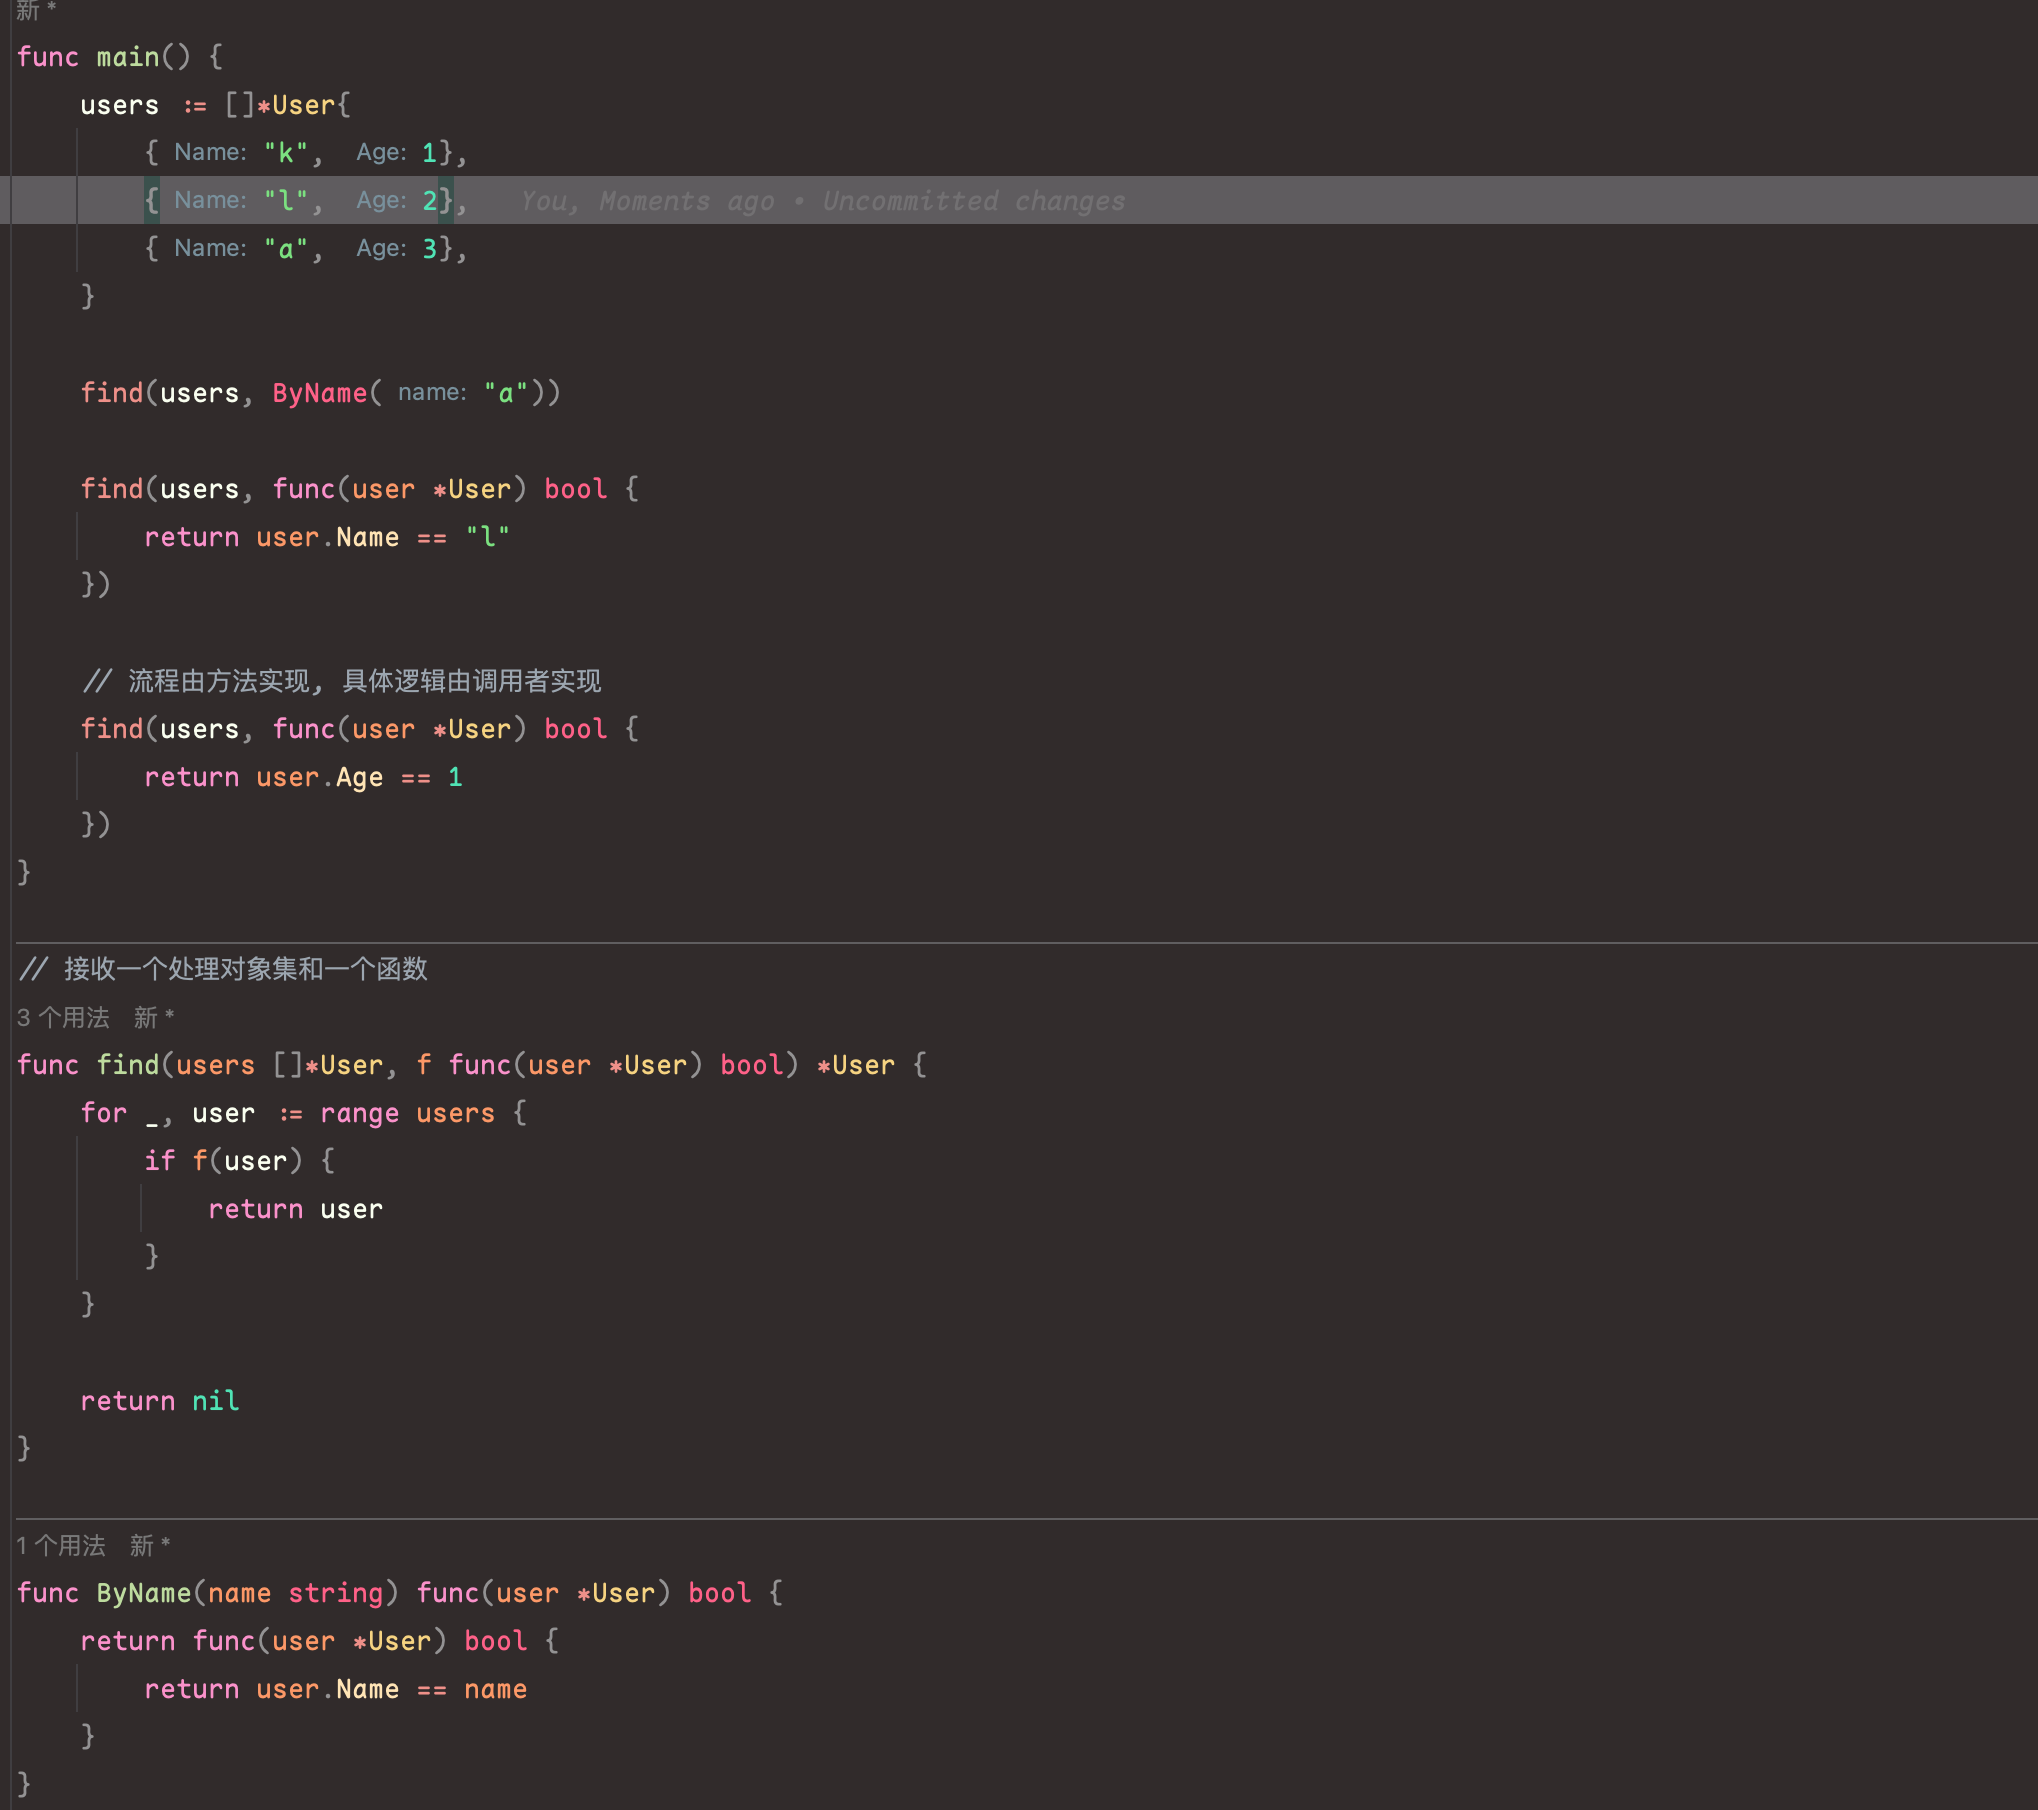 新 *
func main() {
    users := []*User{
        { Name: "k",  Age: 1},
        { Name: "l",  Age: 2},    You, Moments ago • Uncommitted changes
        { Name: "a",  Age: 3},
    }
    find(users, ByName( name: "a"))
    find(users, func(user *User) bool {
        return user.Name == "l"
    })
    // 流程由方法实现, 具体逻辑由调用者实现
    find(users, func(user *User) bool {
        return user.Age == 1
    })
}
// 接收一个处理对象集和一个函数
3 个用法  新 *
func find(users []*User, f func(user *User) bool) *User {
    for _, user := range users {
        if f(user) {
            return user
        }
    }
    return nil
}
1 个用法  新 *
func ByName(name string) func(user *User) bool {
    return func(user *User) bool {
        return user.Name == name
    }
}